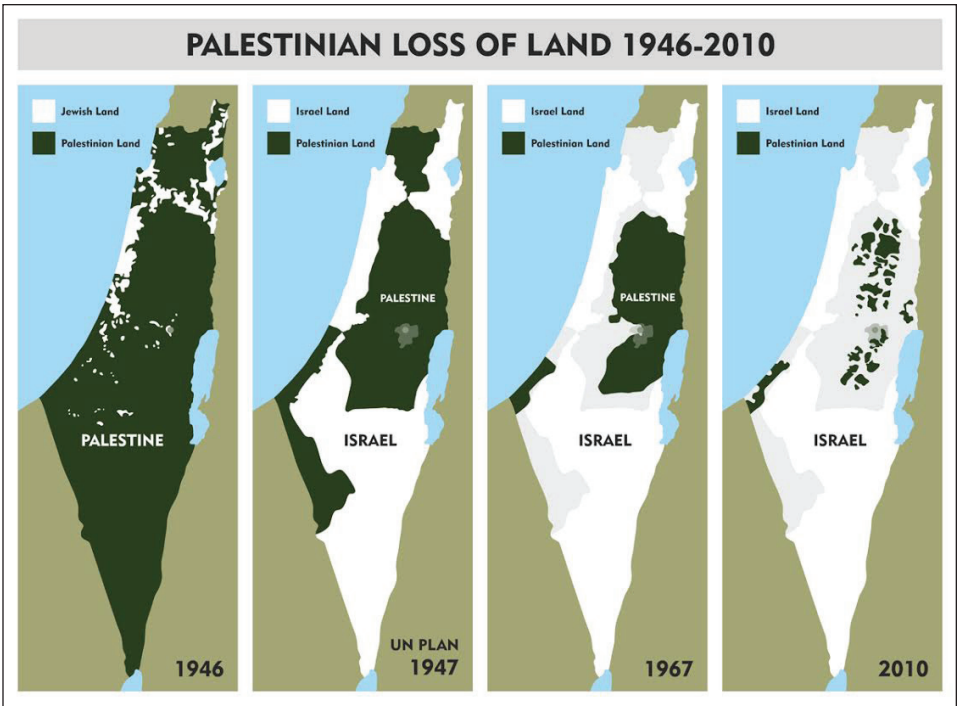 PALESTINIAN LOSS OF LAND 1946-2010
Jewish Land
Palestinian Land
PALESTINE
1946
Israel Land
Palestinian Land
PALESTINE
ISRAEL
UN PLAN
1947
Israel Land
Palestinian Land
PALESTINE
ISRAEL
1967
Israel Land
Palestinian Land
ISRAEL
2010